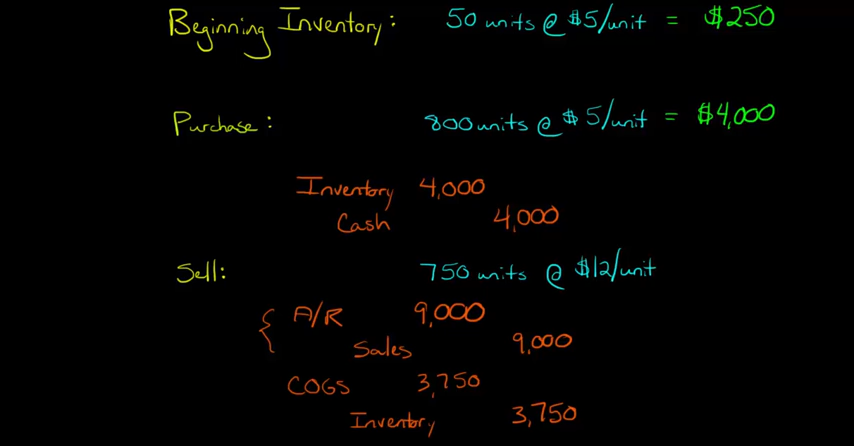 Beginning Inventory: 50 units @ $5/unit = $250
Purchase: 800 units @ $5/unit = $4,000
Inventory 4,000
Cash 4,000
Sell: 750 units @ $12/unit
A/R 9,000
Sales 9,000
COGS 3,750
Inventory 3,750